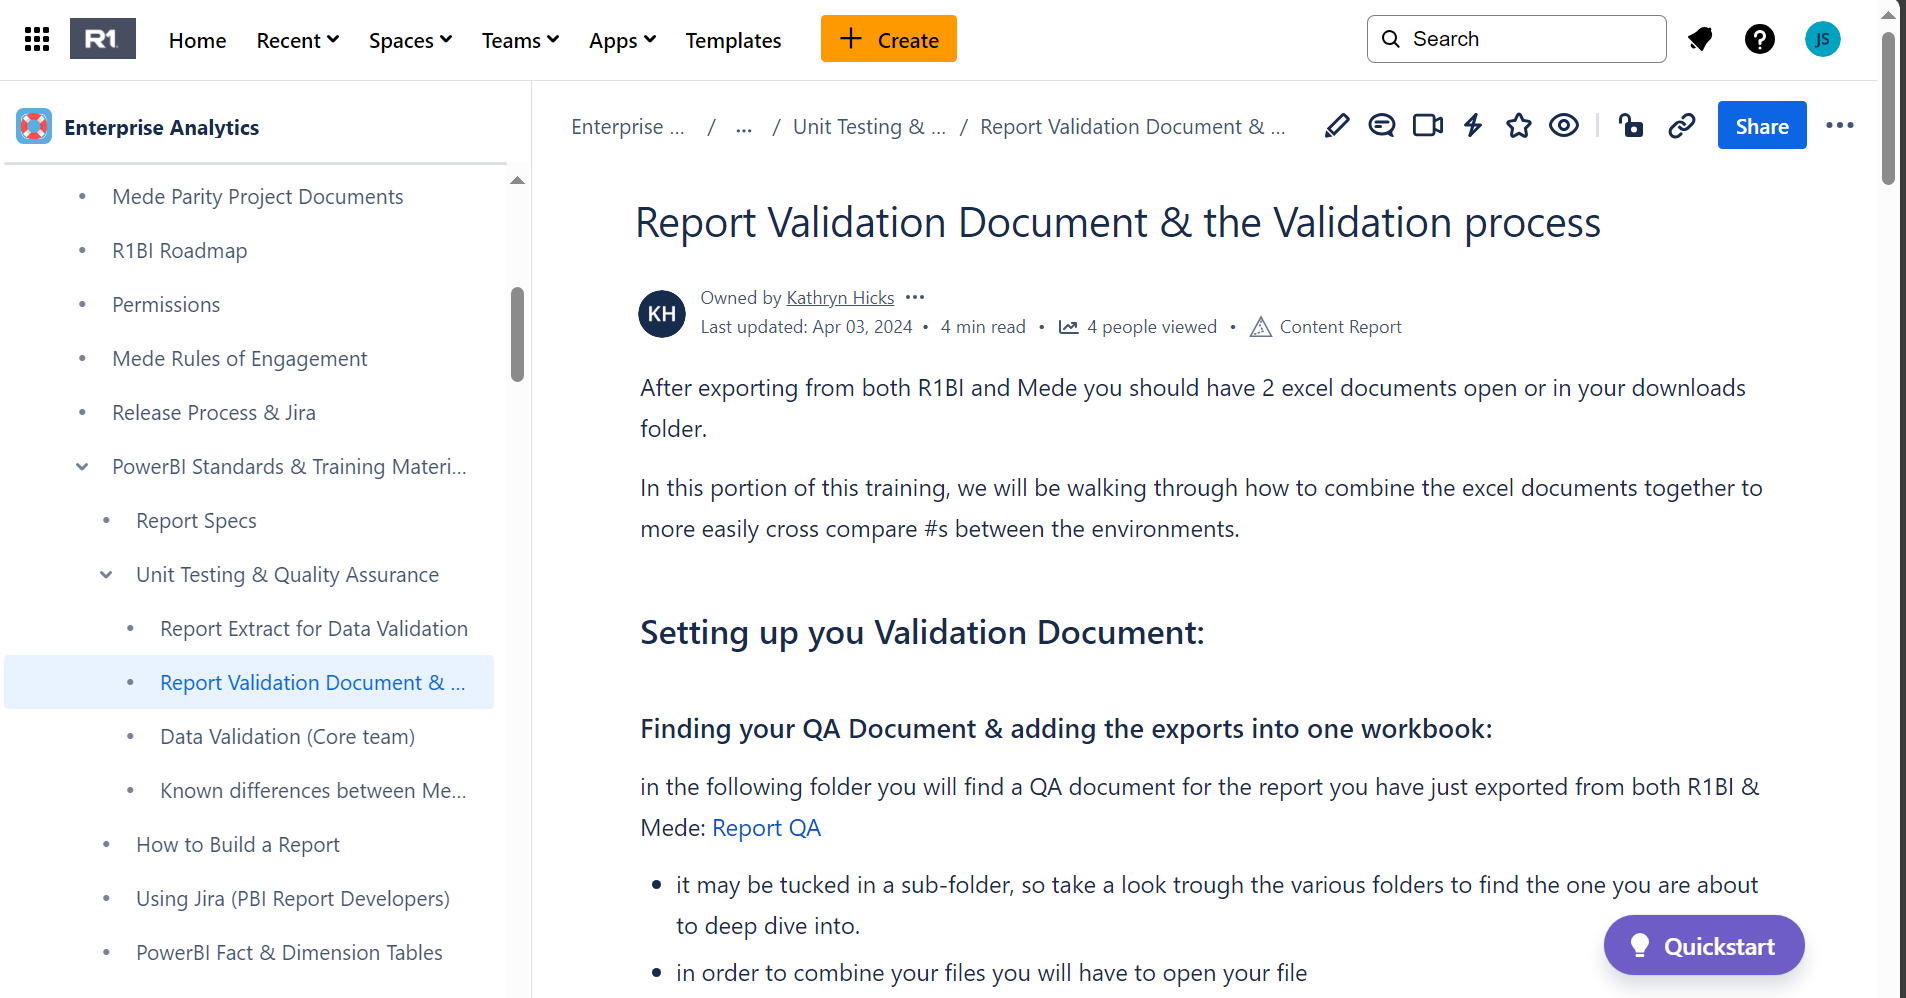 R1
Home
Recent
Spaces
Teams
Apps
Templates
Create
Search
JS
Enterprise Analytics
Mede Parity Project Documents
R1BI Roadmap
Permissions
Mede Rules of Engagement
Release Process & Jira
PowerBI Standards & Training Materi...
Report Specs
Unit Testing & Quality Assurance
Report Extract for Data Validation
Report Validation Document & ...
Data Validation (Core team)
Known differences between Me...
How to Build a Report
Using Jira (PBI Report Developers)
PowerBI Fact & Dimension Tables
Enterprise ... / ... / Unit Testing & ... / Report Validation Document & ...
Share
Report Validation Document & the Validation process
KH
Owned by Kathryn Hicks
Last updated: Apr 03, 2024 • 4 min read • 4 people viewed • Content Report
After exporting from both R1BI and Mede you should have 2 excel documents open or in your downloads
folder.
In this portion of this training, we will be walking through how to combine the excel documents together to
more easily cross compare #s between the environments.
Setting up you Validation Document:
Finding your QA Document & adding the exports into one workbook:
in the following folder you will find a QA document for the report you have just exported from both R1BI &
Mede: Report QA
• it may be tucked in a sub-folder, so take a look trough the various folders to find the one you are about
to deep dive into.
• in order to combine your files you will have to open your file
Quickstart